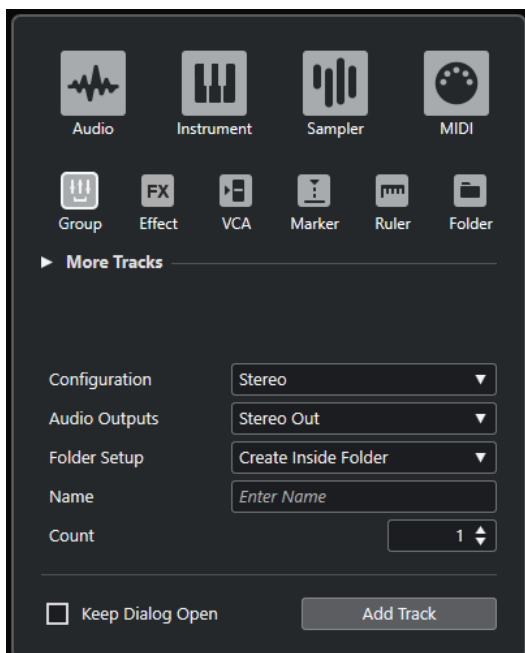 Audio Instrument Sampler MIDI
FX
Group Effect VCA Marker Ruler Folder
More Tracks
Configuration Stereo
Audio Outputs Stereo Out
Folder Setup Create Inside Folder
Name Enter Name
Count 1
Keep Dialog Open Add Track